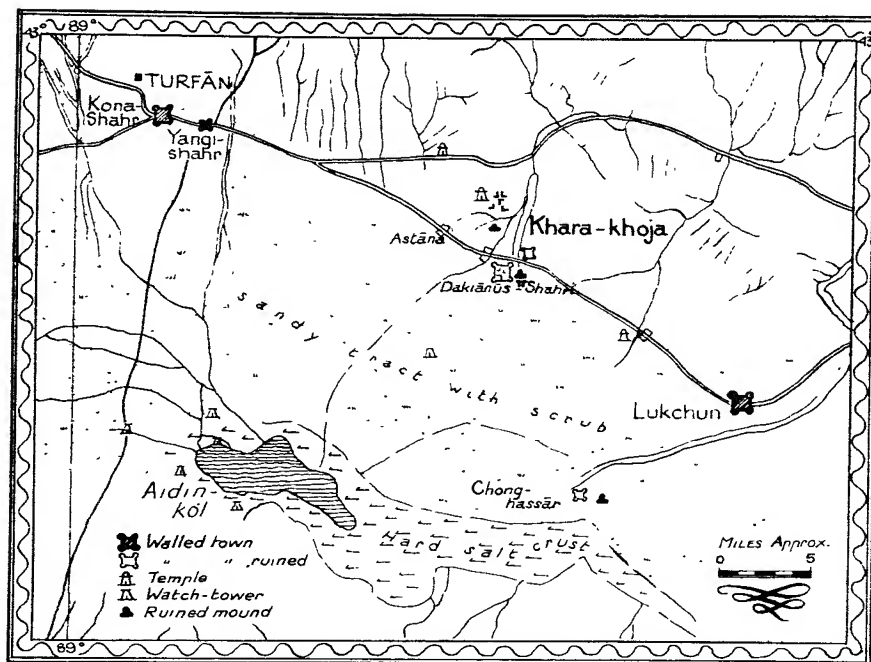 43°
89°
43
TURFĀN
Kona-
Shahr
Yangi-
shahr
Astāna
Khara-khoja
Dakiānus-Shahri
sandy tract with scrub
Lukchun
Aidin-
köl
Chong-
hassār
Hard salt crust
Walled town
" " ruined
Temple
Watch-tower
Ruined mound
MILES Approx.
0 5
89°